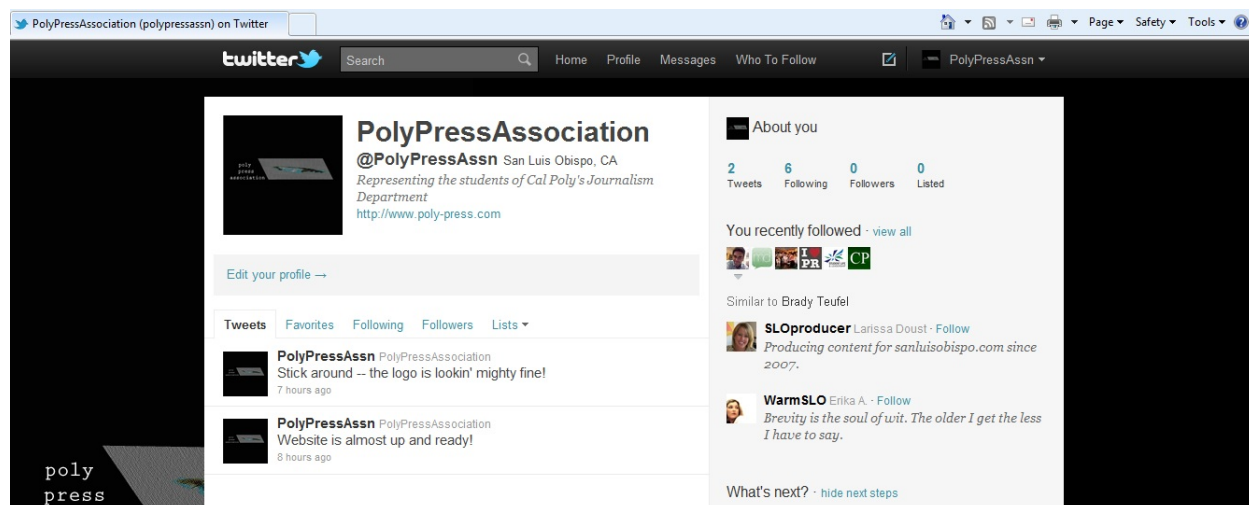 PolyPressAssociation (polypressassn) on Twitter
Page Safety Tools
twitter Search Home Profile Messages Who To Follow PolyPressAssn
poly
press
association
PolyPressAssociation
@PolyPressAssn San Luis Obispo, CA
Representing the students of Cal Poly's Journalism
Department
http://www.poly-press.com
Edit your profile →
Tweets Favorites Following Followers Lists
PolyPressAssn PolyPressAssociation
Stick around -- the logo is lookin' mighty fine!
7 hours ago
PolyPressAssn PolyPressAssociation
Website is almost up and ready!
8 hours ago
About you
2 6 0 0
Tweets Following Followers Listed
You recently followed · view all
I
PR
CP
Similar to Brady Teufel
SLOproducer Larissa Doust · Follow
Producing content for sanluisobispo.com since
2007.
WarmSLO Erika A. · Follow
Brevity is the soul of wit. The older I get the less
I have to say.
What's next? · hide next steps
poly
press